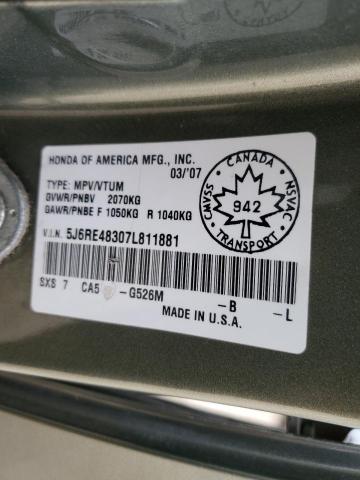 HONDA OF AMERICA MFG., INC.
03/'07
TYPE: MPV/VTUM
GVWR/PNBV 2070KG
GAWR/PNBE F 1050KG R 1040KG
CANADA
CMVSS 942 NSVAC
TRANSPORT
V.I.N. 5J6RE48307L811881
SXS 7 CA5 -G526M -B -L
MADE IN U.S.A.